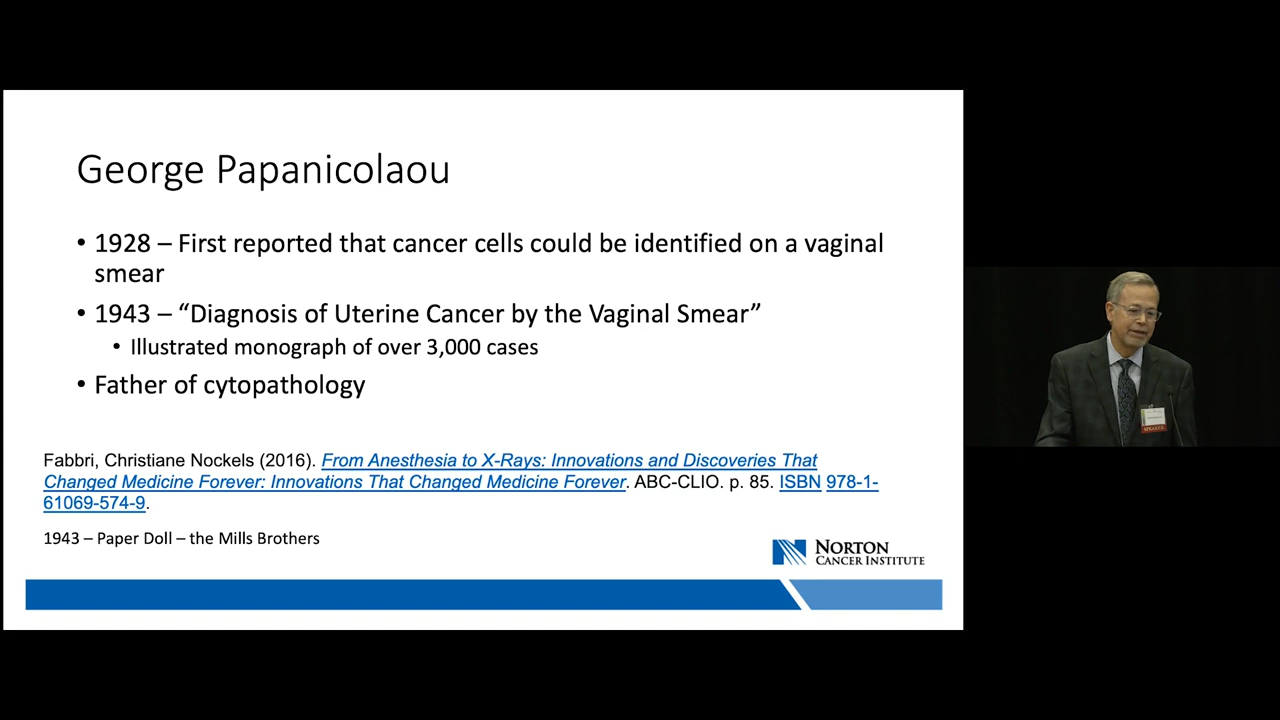 George Papanicolaou
• 1928 – First reported that cancer cells could be identified on a vaginal
smear
• 1943 – “Diagnosis of Uterine Cancer by the Vaginal Smear”
• Illustrated monograph of over 3,000 cases
• Father of cytopathology
Fabbri, Christiane Nockels (2016). From Anesthesia to X-Rays: Innovations and Discoveries That
Changed Medicine Forever: Innovations That Changed Medicine Forever. ABC-CLIO. p. 85. ISBN 978-1-
61069-574-9.
1943 – Paper Doll – the Mills Brothers
NORTON
CANCER INSTITUTE
SPEAKER